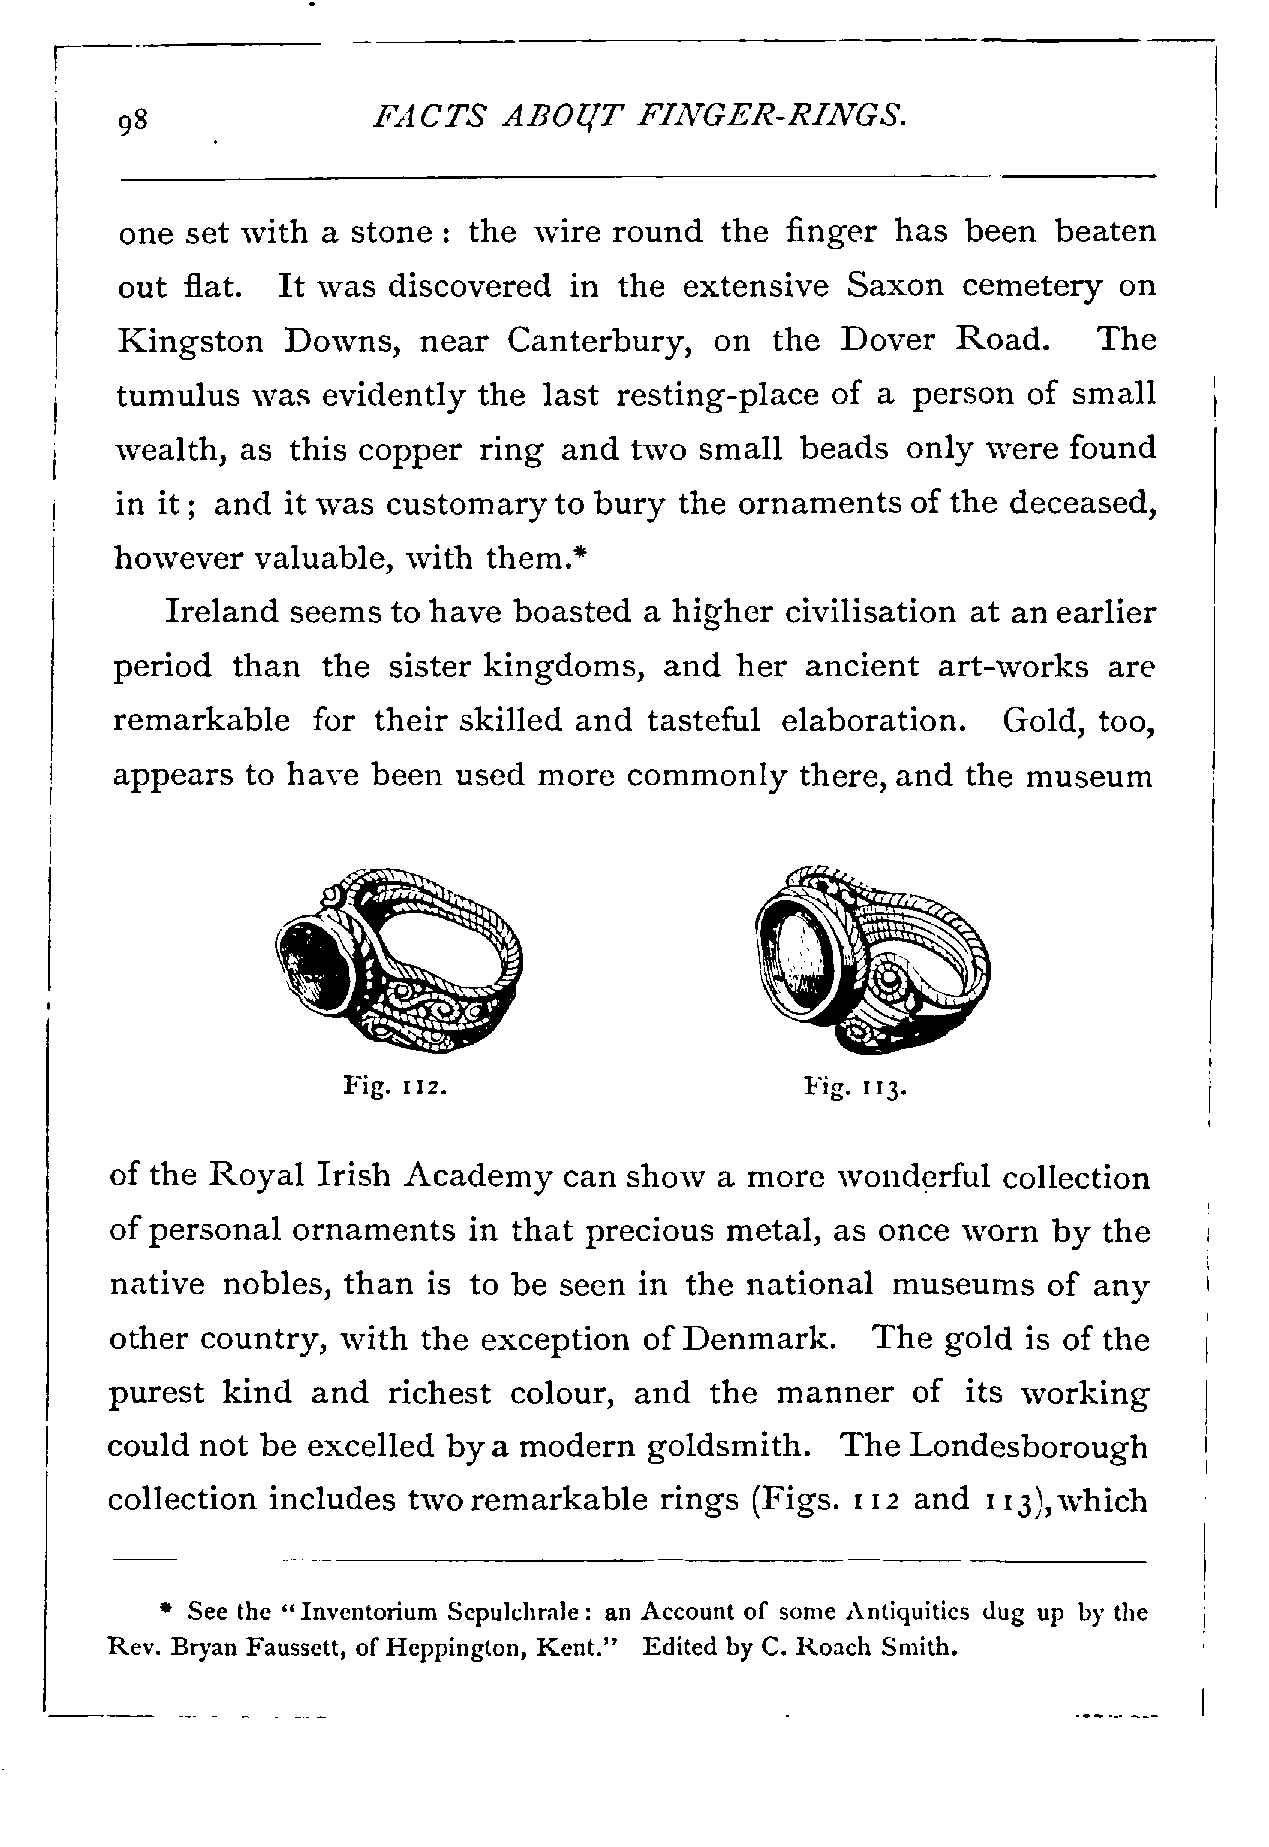 98 FACTS ABOUT FINGER-RINGS.
one set with a stone : the wire round the finger has been beaten
out flat. It was discovered in the extensive Saxon cemetery on
Kingston Downs, near Canterbury, on the Dover Road. The
tumulus was evidently the last resting-place of a person of small
wealth, as this copper ring and two small beads only were found
in it ; and it was customary to bury the ornaments of the deceased,
however valuable, with them.*
Ireland seems to have boasted a higher civilisation at an earlier
period than the sister kingdoms, and her ancient art-works are
remarkable for their skilled and tasteful elaboration. Gold, too,
appears to have been used more commonly there, and the museum
Fig. 112. Fig. 113.
of the Royal Irish Academy can show a more wonderful collection
of personal ornaments in that precious metal, as once worn by the
native nobles, than is to be seen in the national museums of any
other country, with the exception of Denmark. The gold is of the
purest kind and richest colour, and the manner of its working
could not be excelled by a modern goldsmith. The Londesborough
collection includes two remarkable rings (Figs. 112 and 113), which
* See the "Inventorium Sepulchrale: an Account of some Antiquities dug up by the
Rev. Bryan Faussett, of Heppington, Kent." Edited by C. Roach Smith.